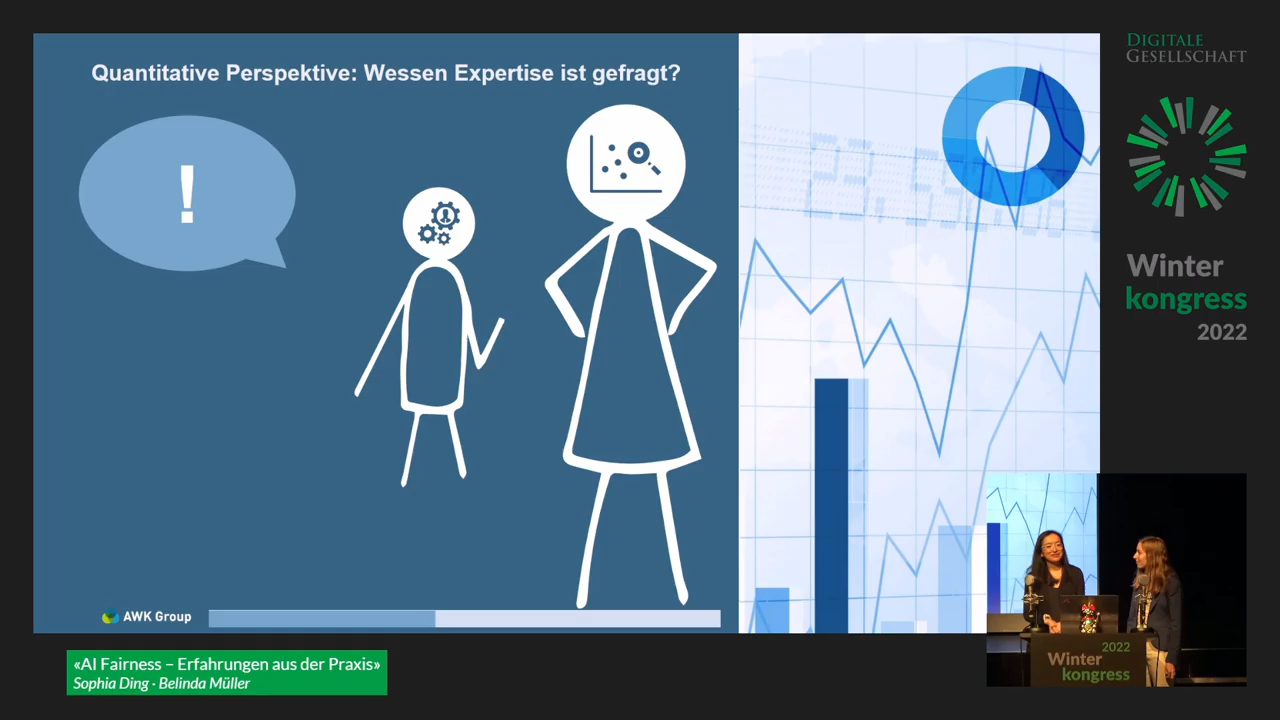 Quantitative Perspektive: Wessen Expertise ist gefragt?
!
AWK Group
DIGITALE
GESELLSCHAFT
Winter
kongress
2022
2022
Winter
kongress
«AI Fairness – Erfahrungen aus der Praxis»
Sophia Ding · Belinda Müller